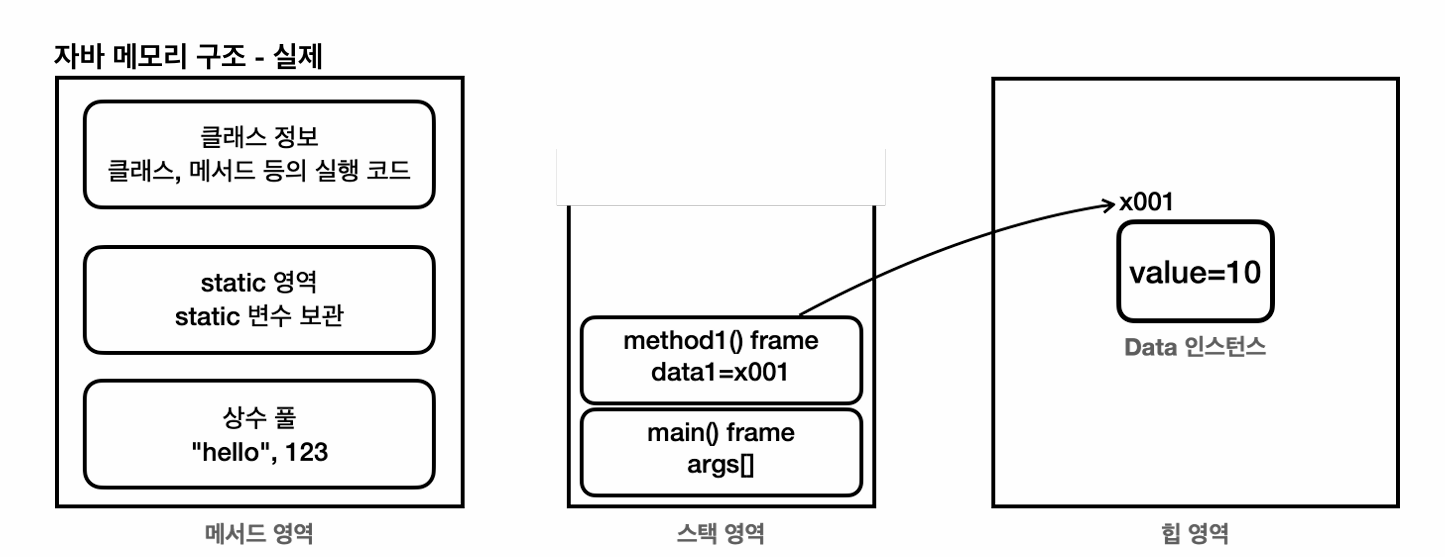 자바 메모리 구조 - 실제
클래스 정보
클래스, 메서드 등의 실행 코드
static 영역
static 변수 보관
상수 풀
"hello", 123
메서드 영역
method1() frame
data1=x001
main() frame
args[]
스택 영역
x001
value=10
Data 인스턴스
힙 영역